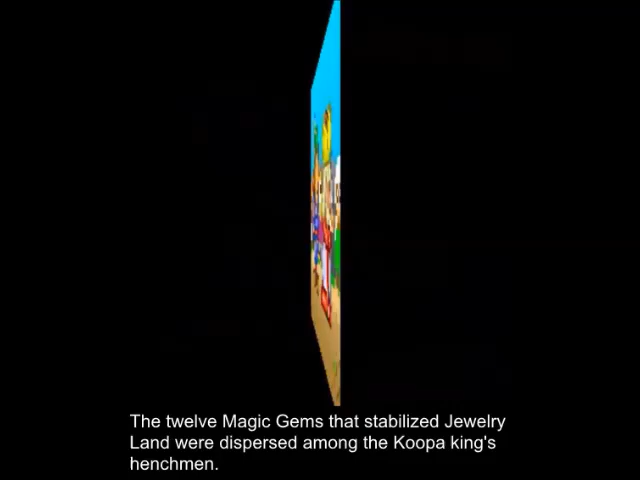 The twelve Magic Gems that stabilized Jewelry
Land were dispersed among the Koopa king's
henchmen.